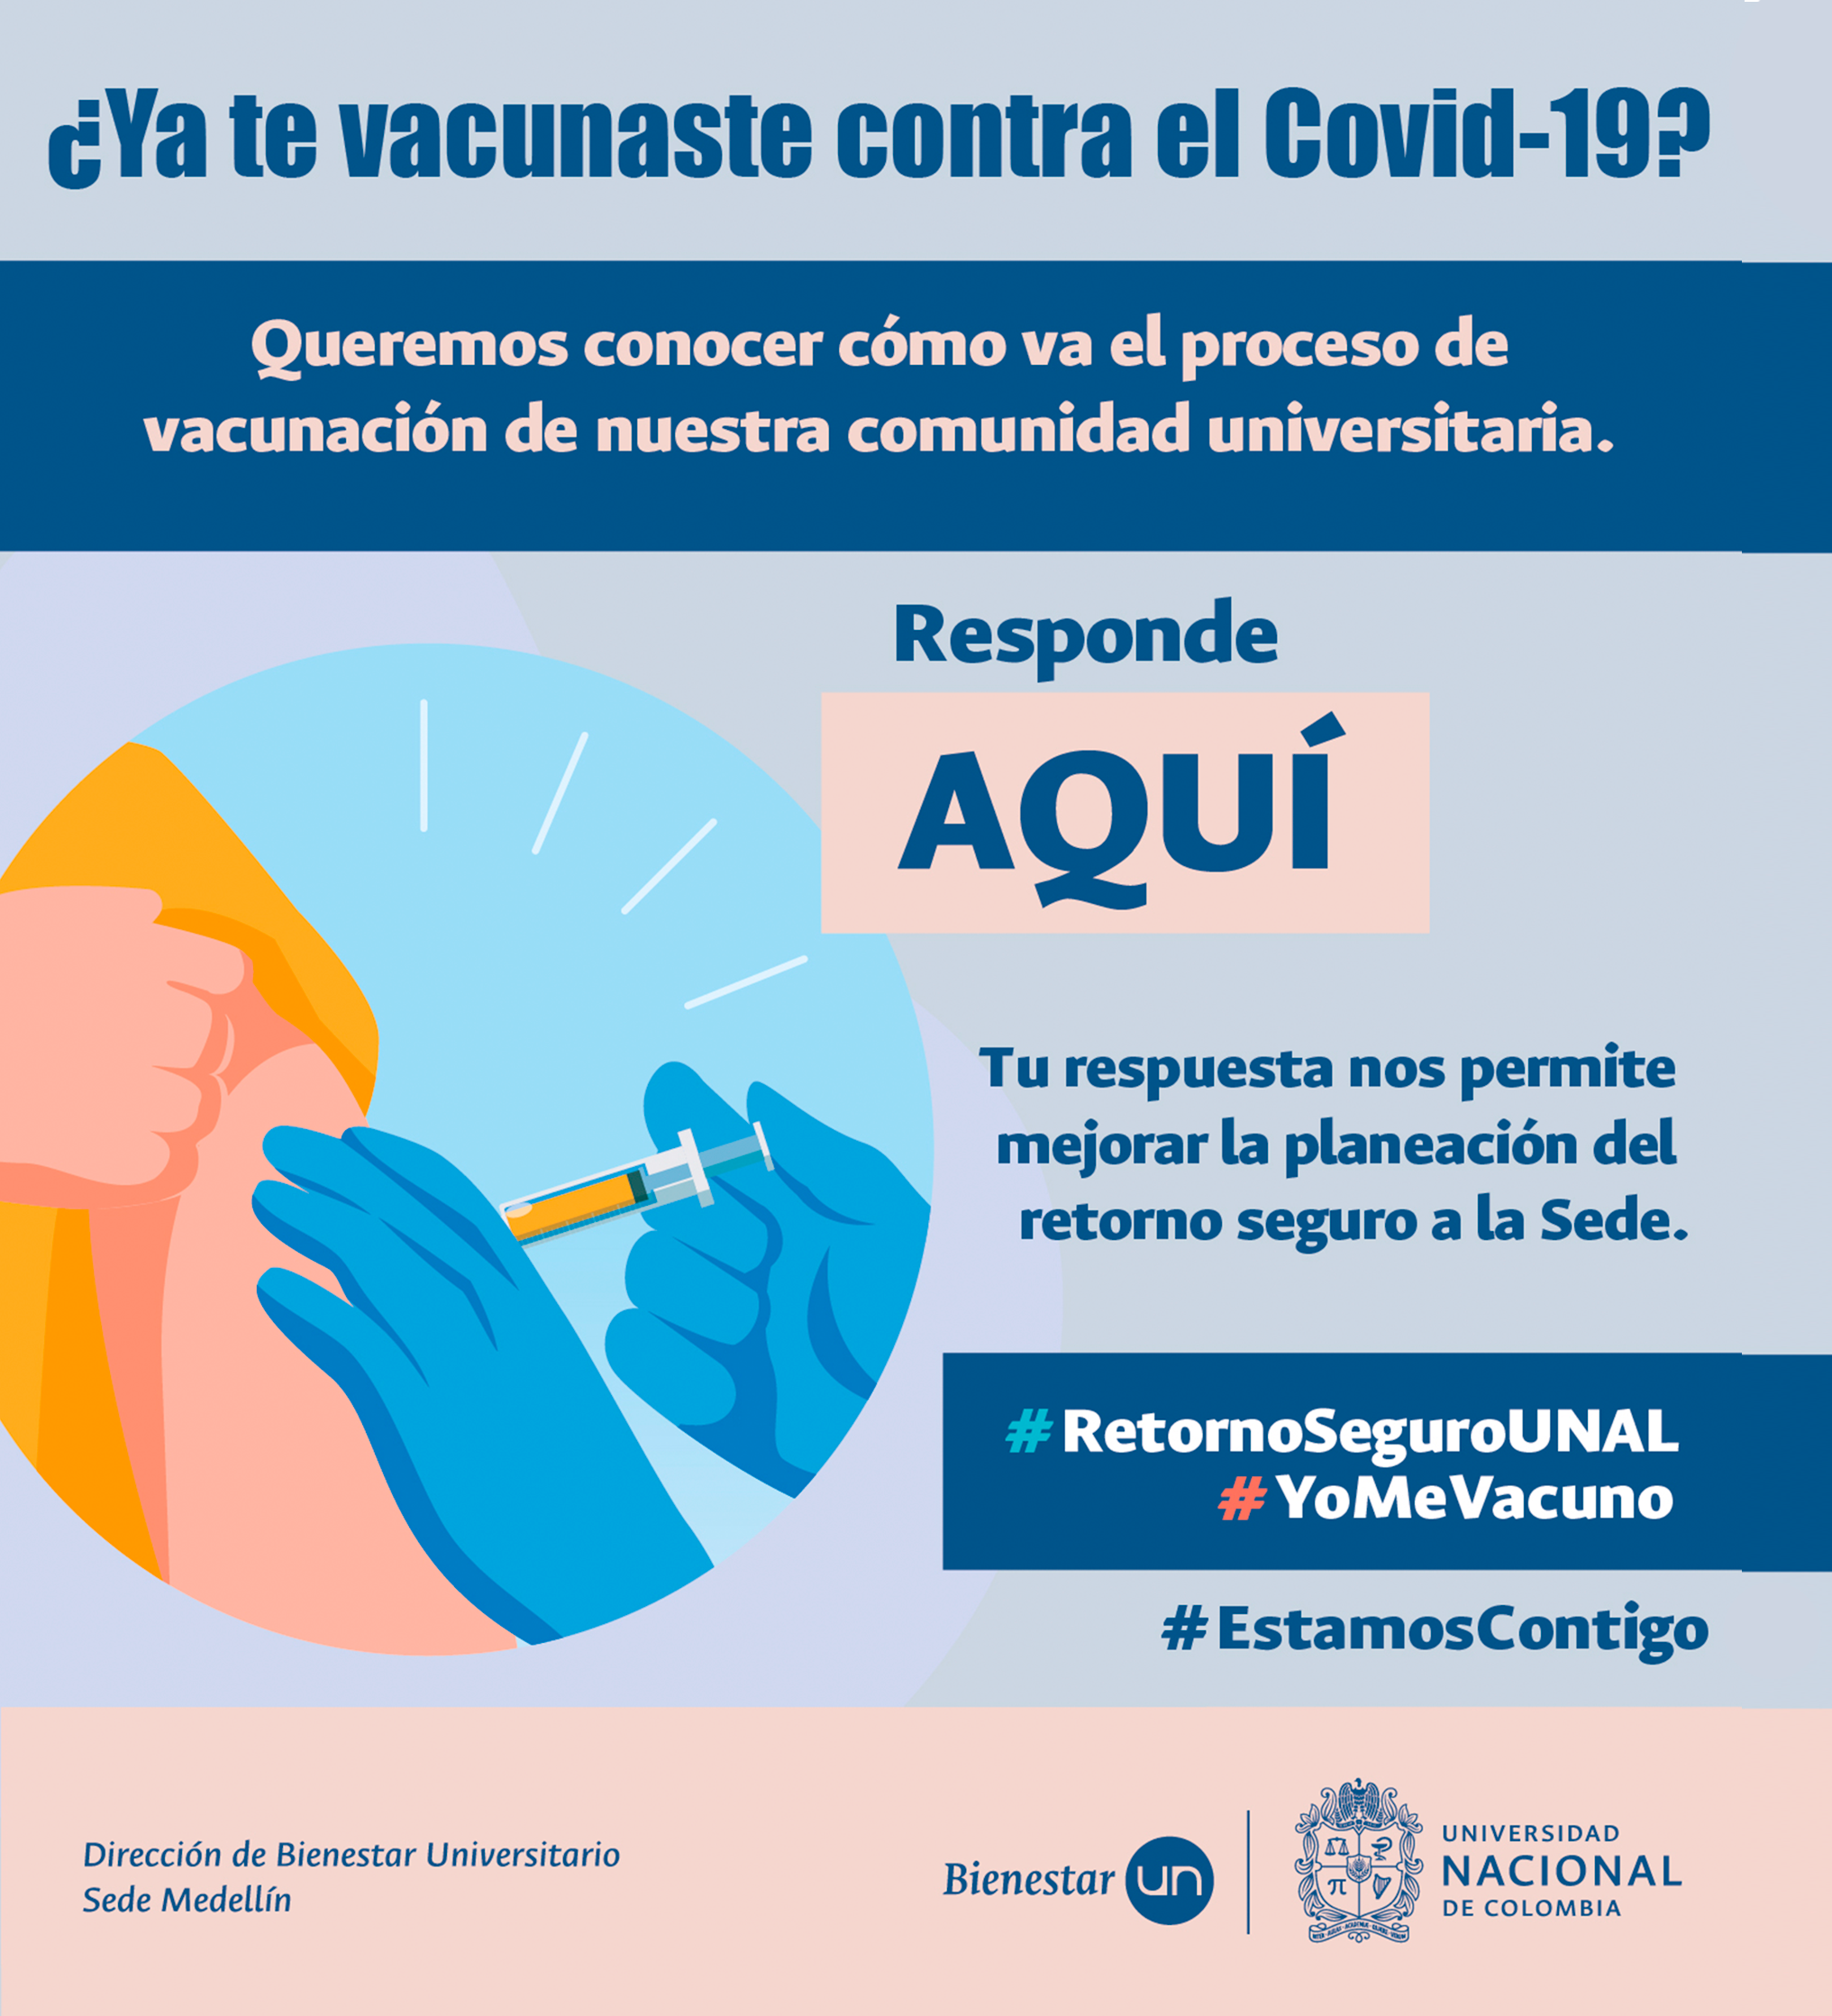 ¿Ya te vacunaste contra el Covid-19?
Queremos conocer cómo va el proceso de
vacunación de nuestra comunidad universitaria.
Responde
AQUÍ
Tu respuesta nos permite
mejorar la planeación del
retorno seguro a la Sede.
#RetornoSeguroUNAL
#YoMeVacuno
#EstamosContigo
Dirección de Bienestar Universitario
Sede Medellín
Bienestar un
UNIVERSIDAD
NACIONAL
DE COLOMBIA